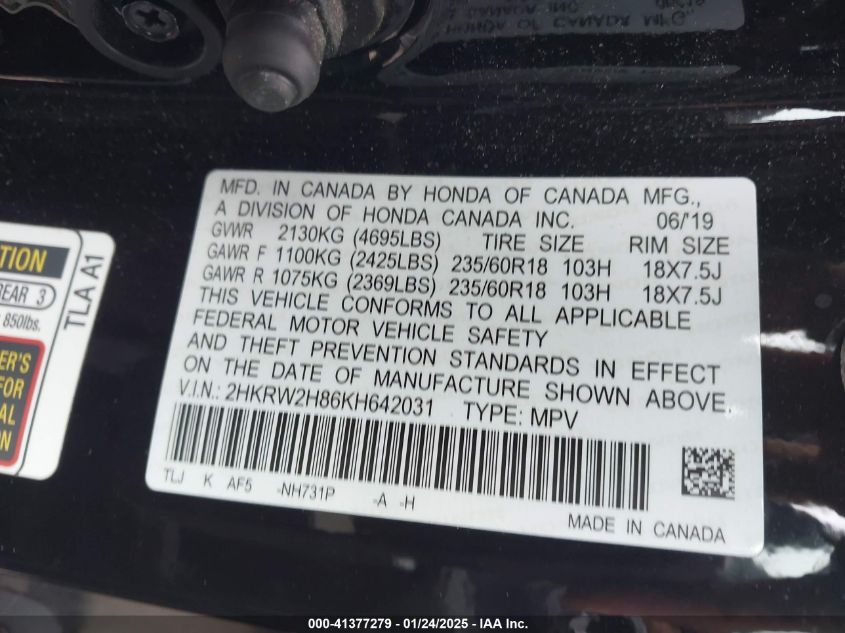 MFD. IN CANADA BY HONDA OF CANADA MFG.,
A DIVISION OF HONDA CANADA INC. 06/19
GVWR 2130KG (4695LBS) TIRE SIZE RIM SIZE
GAWR F 1100KG (2425LBS) 235/60R18 103H 18X7.5J
GAWR R 1075KG (2369LBS) 235/60R18 103H 18X7.5J
THIS VEHICLE CONFORMS TO ALL APPLICABLE
FEDERAL MOTOR VEHICLE SAFETY
AND THEFT PREVENTION STANDARDS IN EFFECT
ON THE DATE OF MANUFACTURE SHOWN ABOVE.
V.I.N.: 2HKRW2H86KH642031 TYPE: MPV
TLJ K AF5 -NH731P -A -H
MADE IN CANADA
TION
REAR 3
850lbs.
TLA A1
ER'S
FOR
AL
N
000-41377279 - 01/24/2025 - IAA Inc.